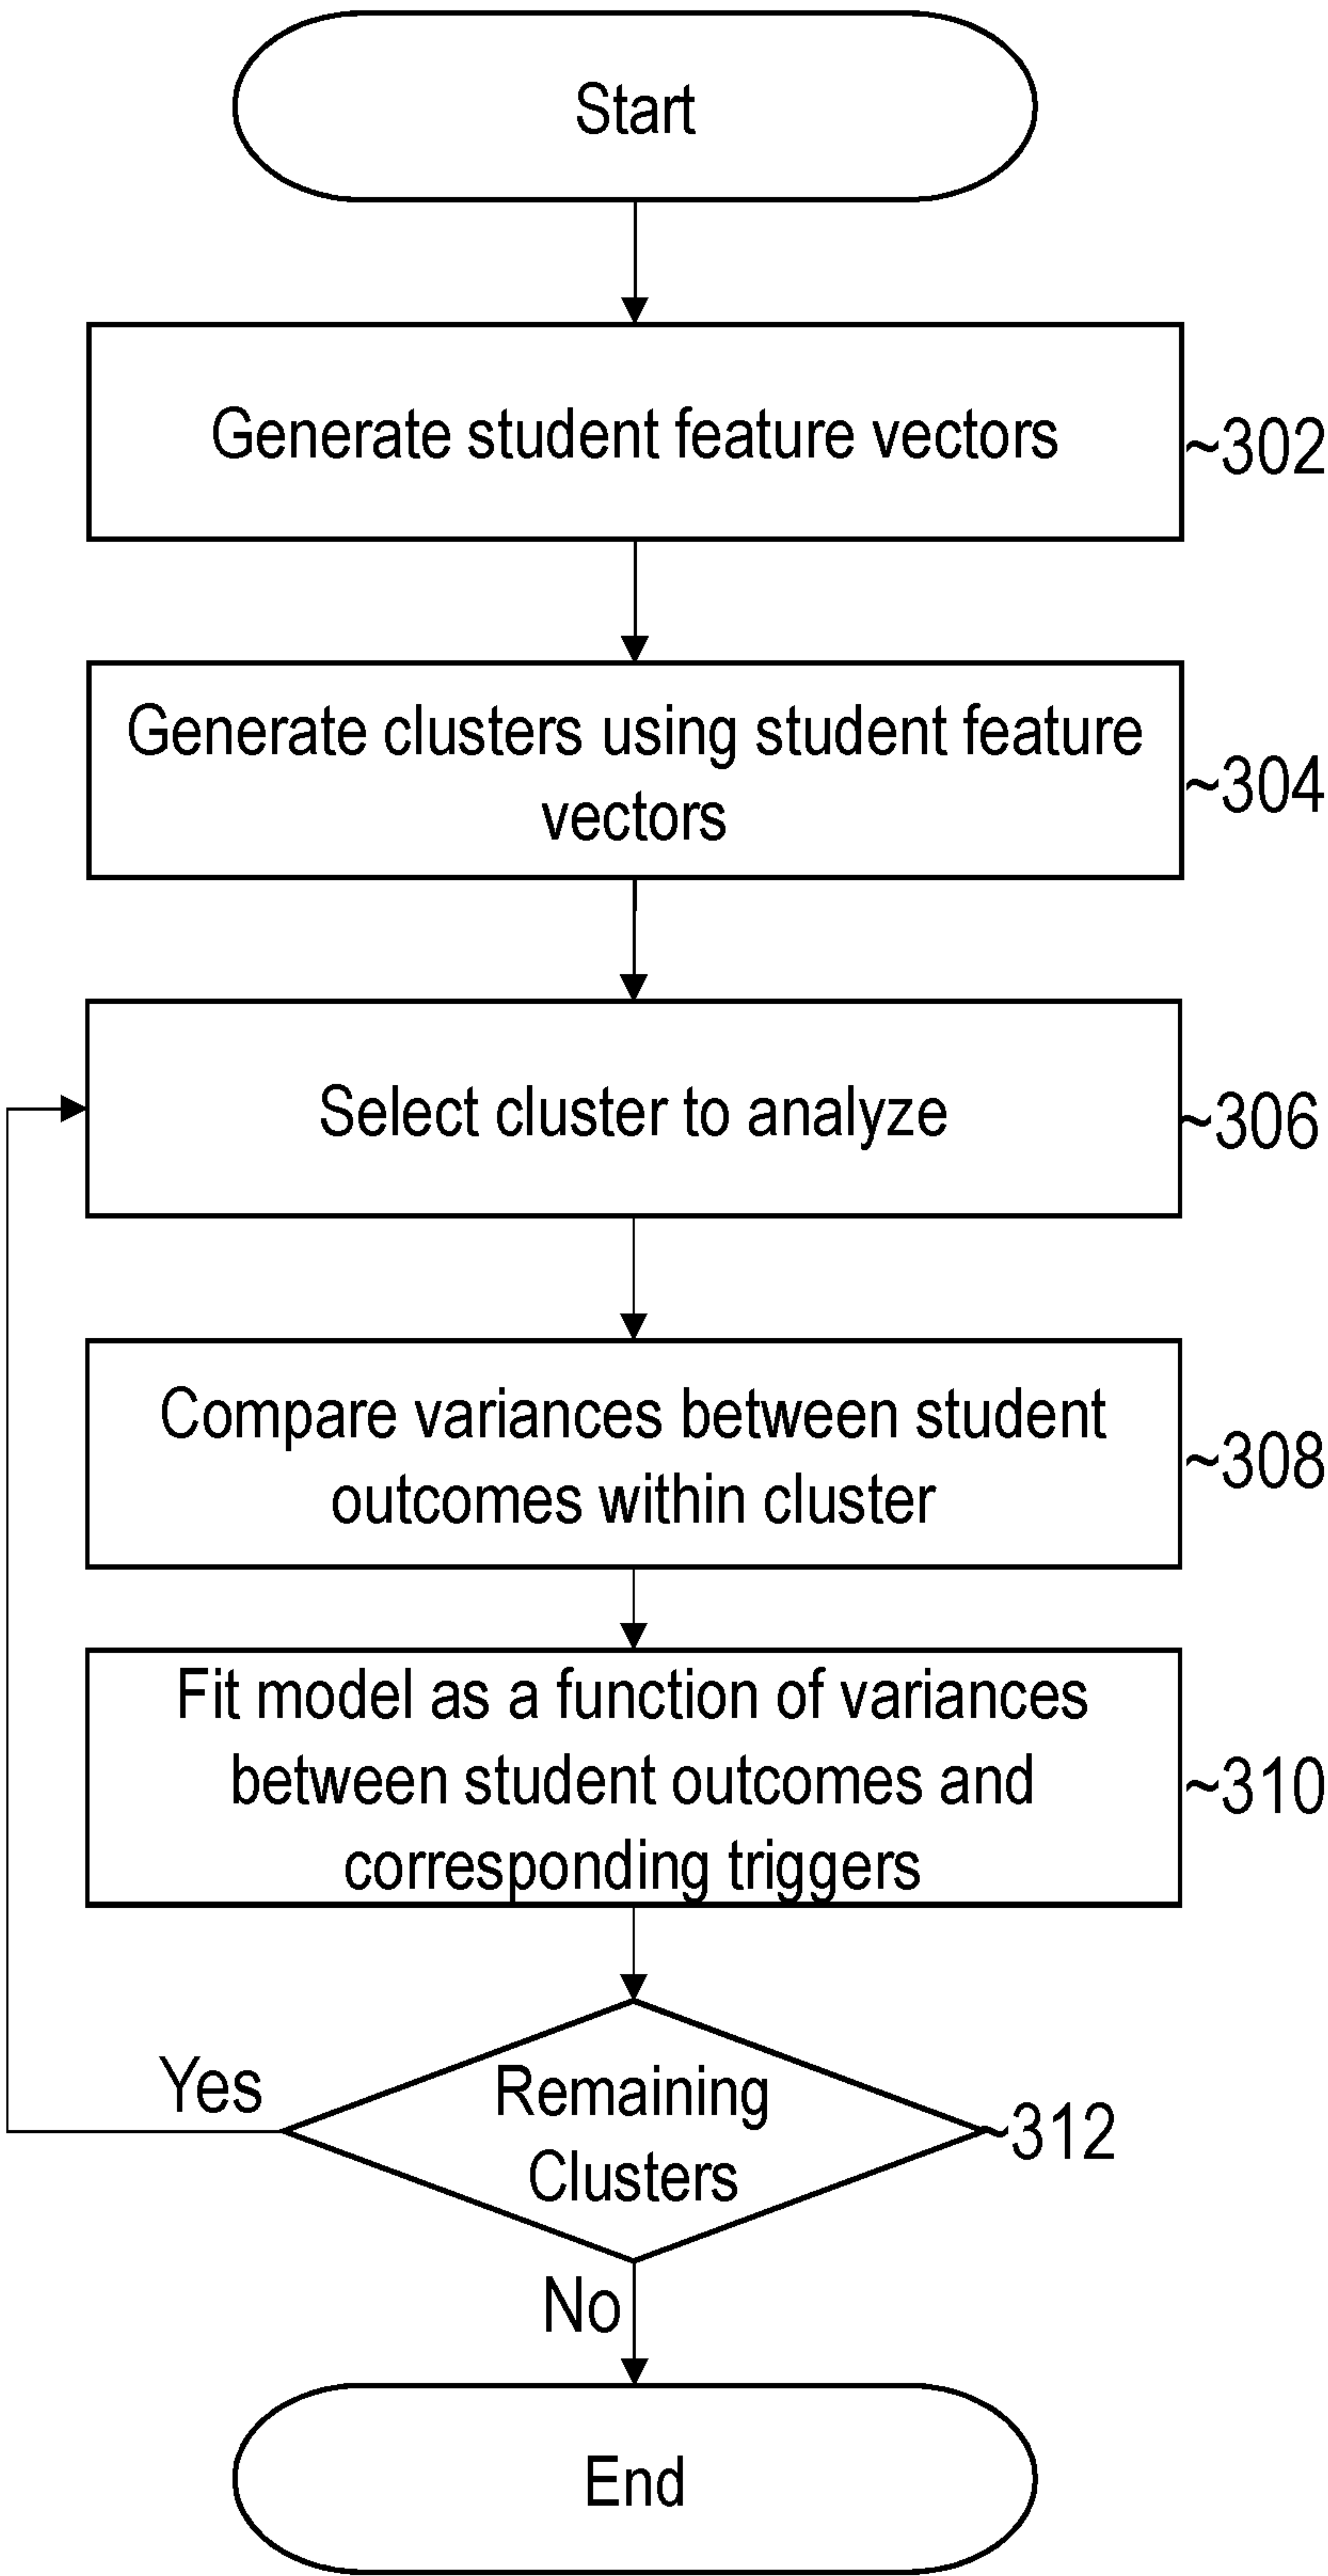 Start
Generate student feature vectors
~302
Generate clusters using student feature
vectors
~304
Select cluster to analyze
~306
Compare variances between student
outcomes within cluster
~308
Fit model as a function of variances
between student outcomes and
corresponding triggers
~310
Remaining
Clusters
~312
Yes
No
End